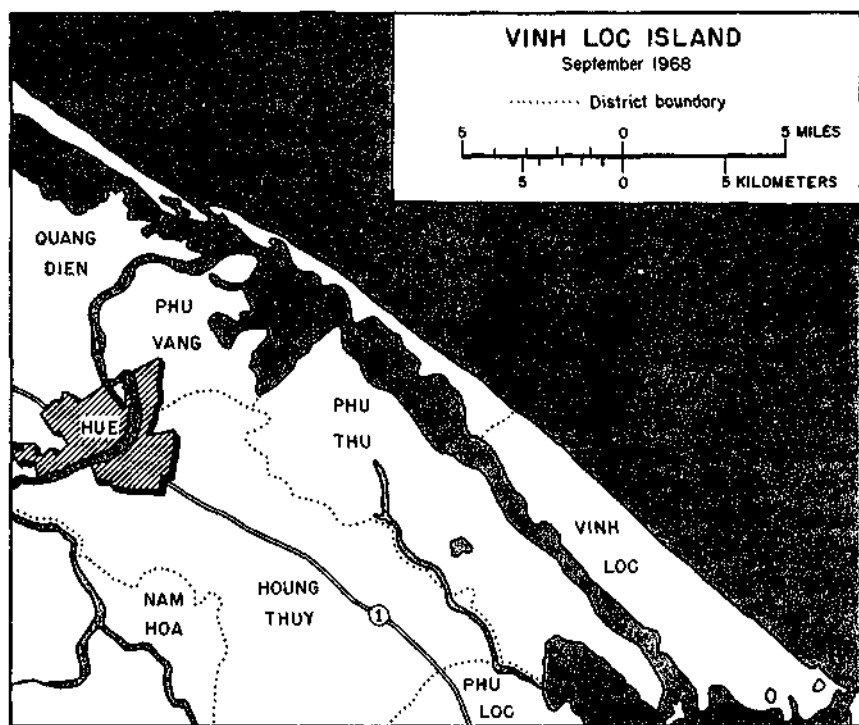 VINH LOC ISLAND
September 1968
District boundary
5 0 5 MILES
5 0 5 KILOMETERS
QUANG
DIEN
PHU
VANG
HUE
PHU
THU
VINH
LOC
NAM
HOA
HOUNG
THUY
1
PHU
LOC